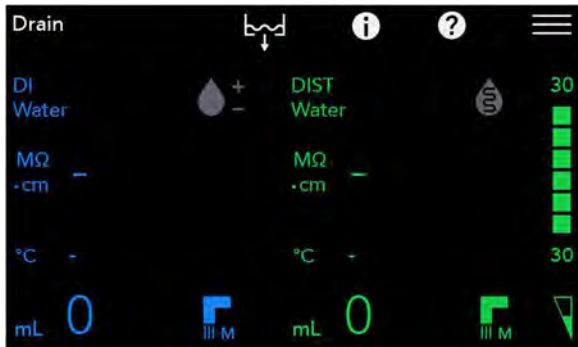 Drain
i
?
DI
Water
+
-
DIST
Water
30
MΩ
·cm
-
MΩ
·cm
-
°C
-
°C
-
30
mL
0
III M
mL
0
III M